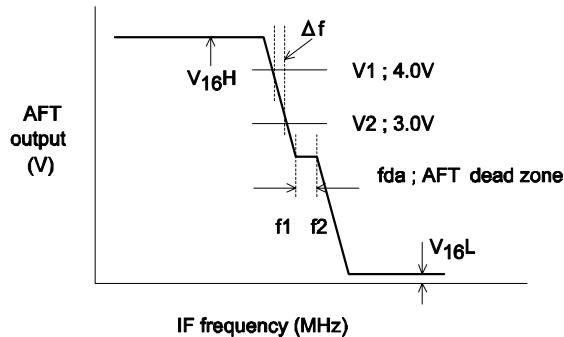 Δf
V16H
V1 ; 4.0V
AFT
output
(V)
V2 ; 3.0V
fda ; AFT dead zone
f1 f2
V16L
IF frequency (MHz)